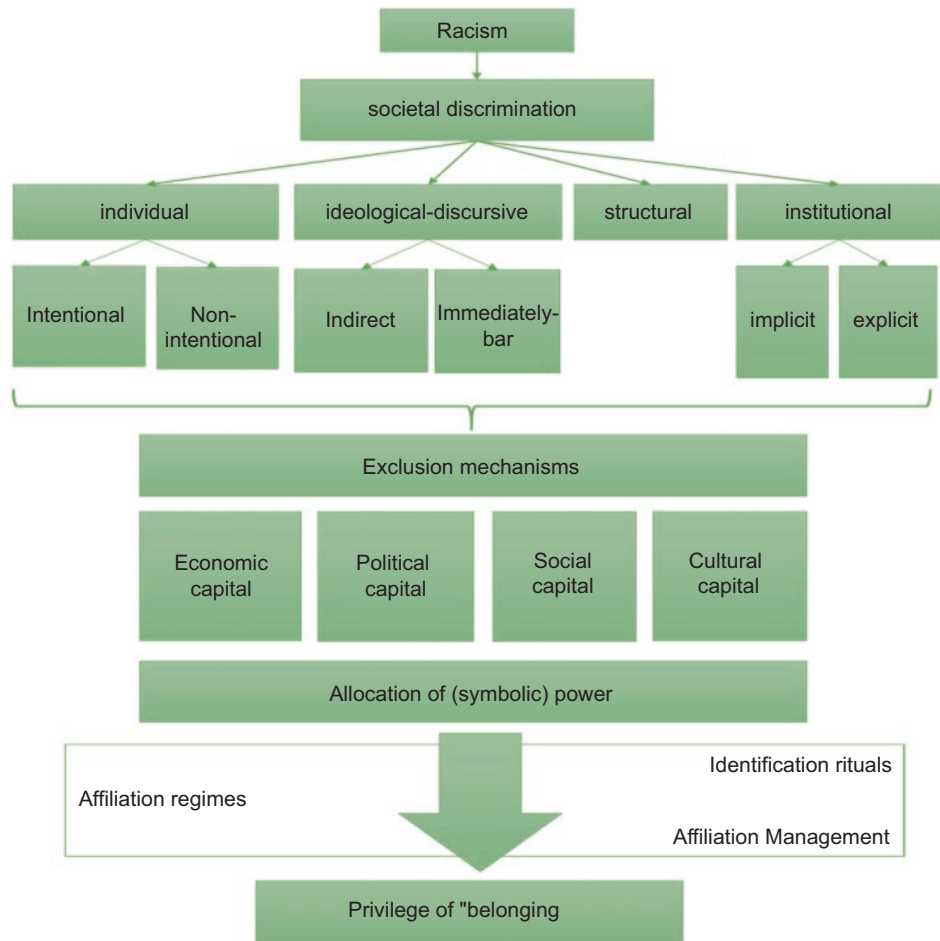 Racism
societal discrimination
individual
ideological-discursive
structural
institutional
Intentional
Non-
intentional
Indirect
Immediately-
bar
implicit
explicit
Exclusion mechanisms
Economic
capital
Political
capital
Social
capital
Cultural
capital
Allocation of (symbolic) power
Identification rituals
Affiliation regimes
Affiliation Management
Privilege of "belonging